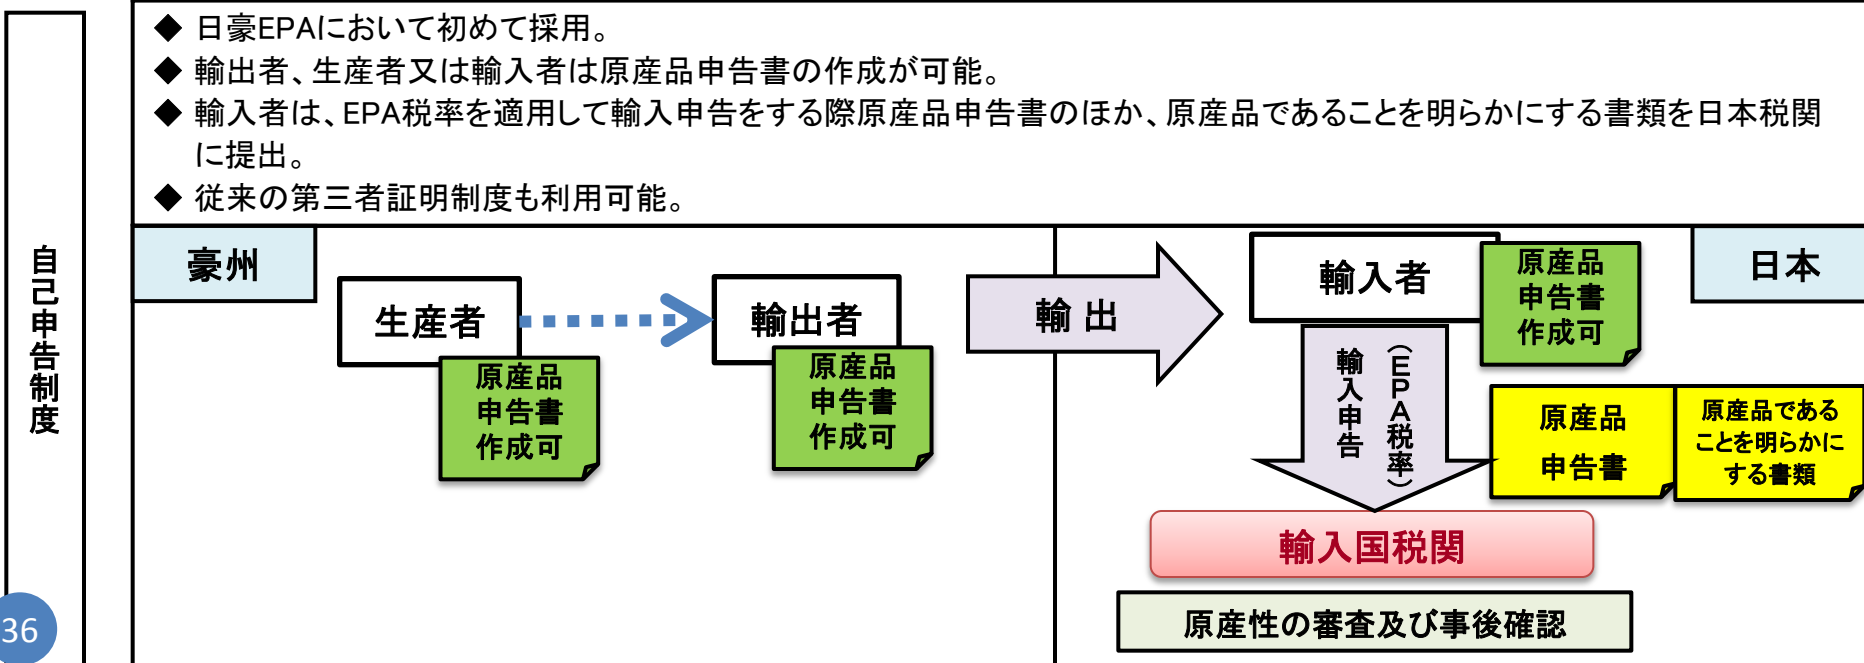 ◆ 日豪EPAにおいて初めて採用。
◆ 輸出者、生産者又は輸入者は原産品申告書の作成が可能。
◆ 輸入者は、EPA税率を適用して輸入申告をする際原産品申告書のほか、原産品であることを明らかにする書類を日本税関
に提出。
◆ 従来の第三者証明制度も利用可能。
自己申告制度
豪州
生産者
原産品
申告書
作成可
輸出者
原産品
申告書
作成可
輸 出
輸入者
原産品
申告書
作成可
日本
(EPA税率)
輸入申告
原産品
申告書
原産品である
ことを明らかに
する書類
輸入国税関
原産性の審査及び事後確認
36